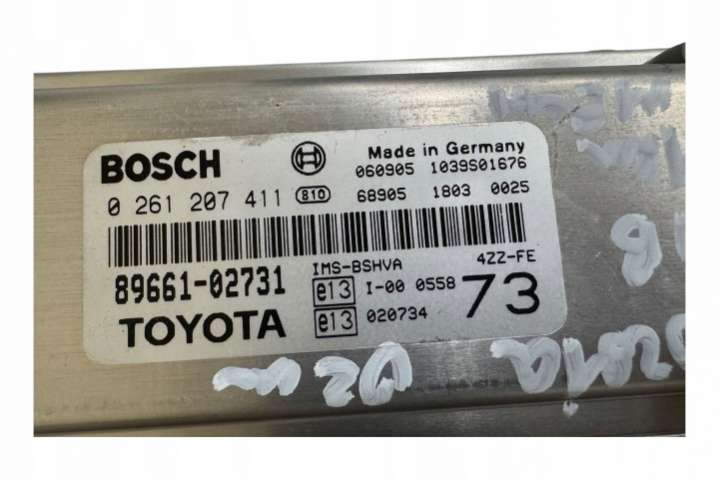 BOSCH
Made in Germany
060905 1039S01676
0 261 207 411 810 68905 1803 0025
89661-02731 IMS-BSHVA 4ZZ-FE
e13 I-00 0558 73
TOYOTA e13 020734